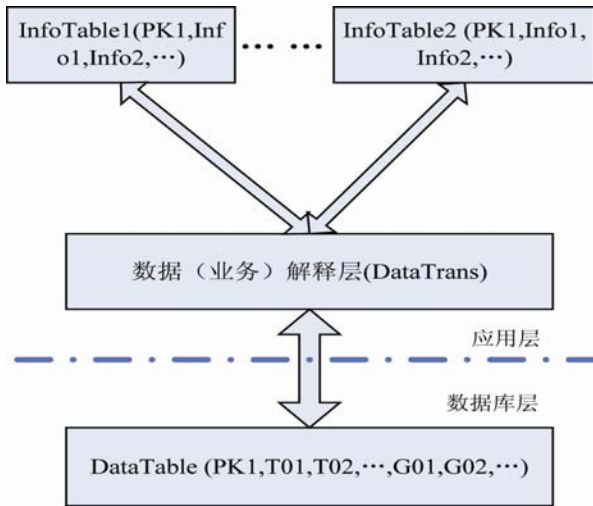 InfoTable1(PK1,Inf
o1,Info2,…)
… …
InfoTable2 (PK1,Info1,
Info2,…)
数据（业务）解释层(DataTrans)
应用层
数据库层
DataTable (PK1,T01,T02,…,G01,G02,…)